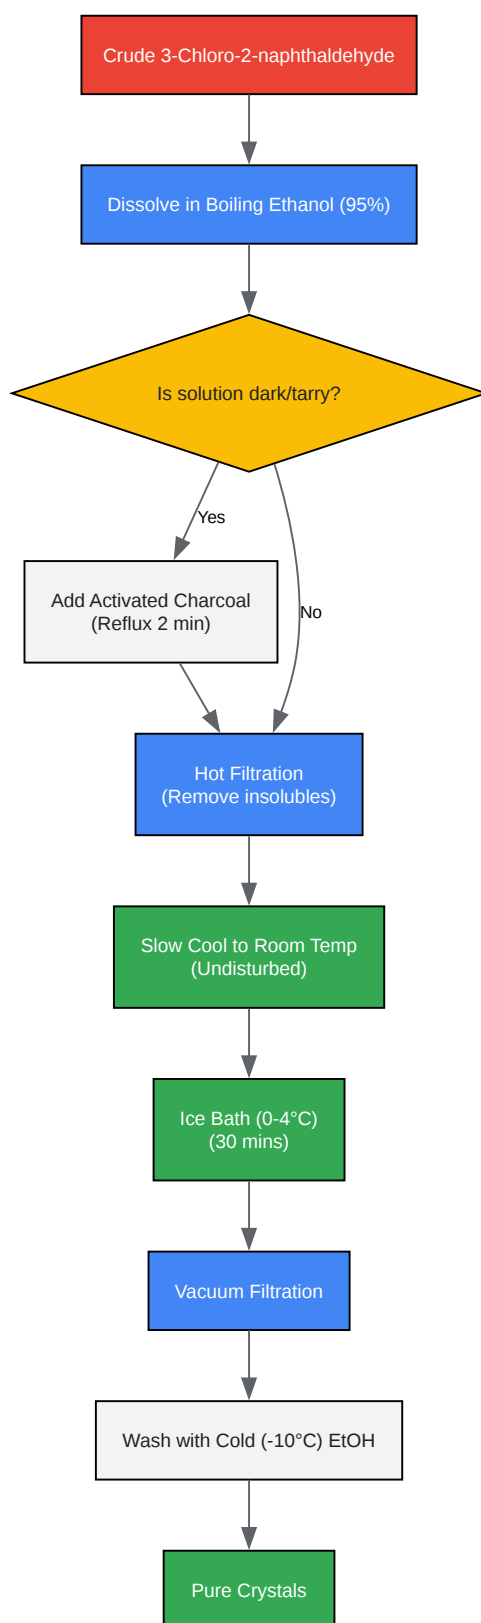 Crude 3-Chloro-2-naphthaldehyde
Dissolve in Boiling Ethanol (95%)
Is solution dark/tarry?
Yes
Add Activated Charcoal
(Reflux 2 min)
No
Hot Filtration
(Remove insolubles)
Slow Cool to Room Temp
(Undisturbed)
Ice Bath (0-4°C)
(30 mins)
Vacuum Filtration
Wash with Cold (-10°C) EtOH
Pure Crystals